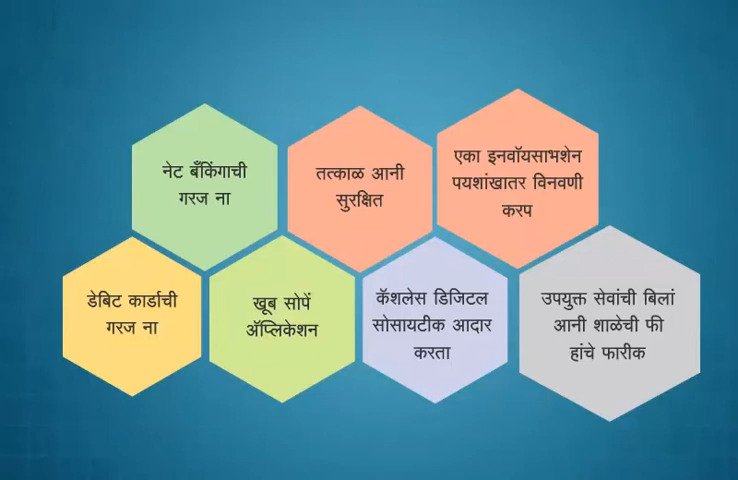 नेट बँकिंगाची
गरज ना
तत्काळ आनी
सुरक्षित
एका इनवॉयसाभशेन
पयशांखातर विनवणी
करप
डेबिट कार्डाची
गरज ना
खूब सोपें
ॲप्लिकेशन
कॅशलेस डिजिटल
सोसायटीक आदार
करता
उपयुक्त सेवांची बिलां
आनी शाळेची फी
हांचे फारीक